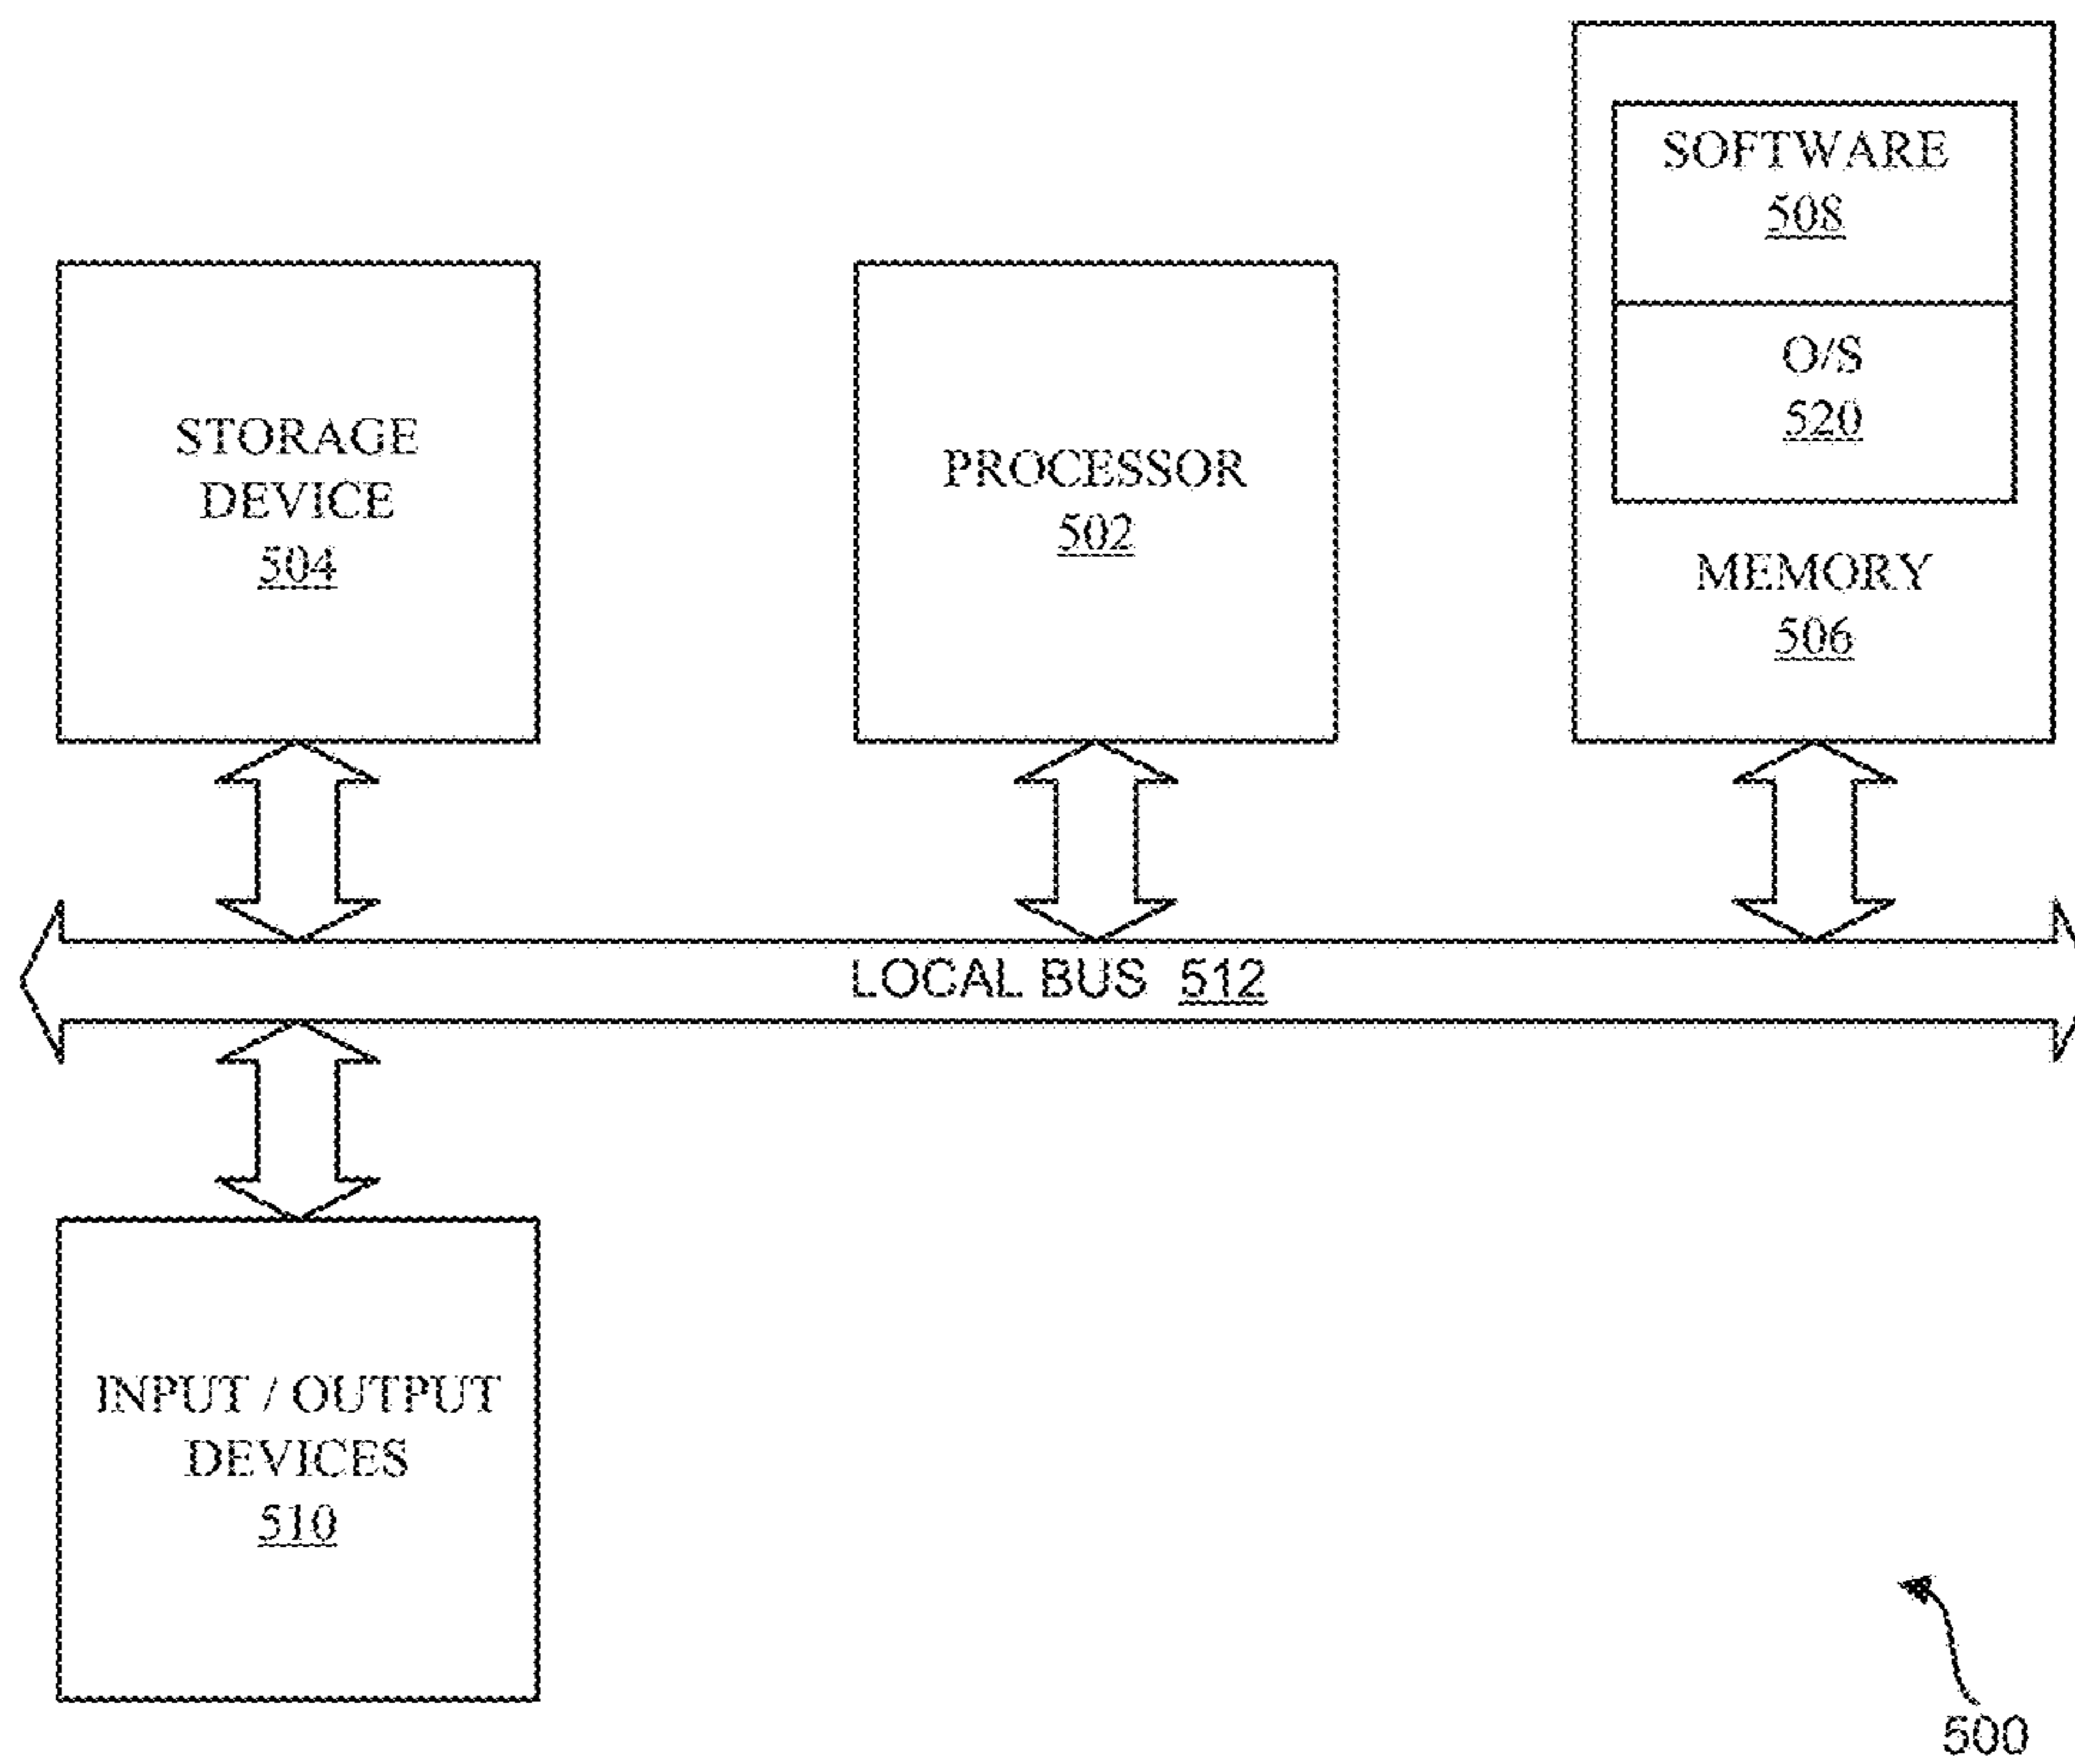 SOFTWARE
508
O/S
520
MEMORY
506
STORAGE
DEVICE
504
PROCESSOR
502
LOCAL BUS 512
INPUT / OUTPUT
DEVICES
510
500